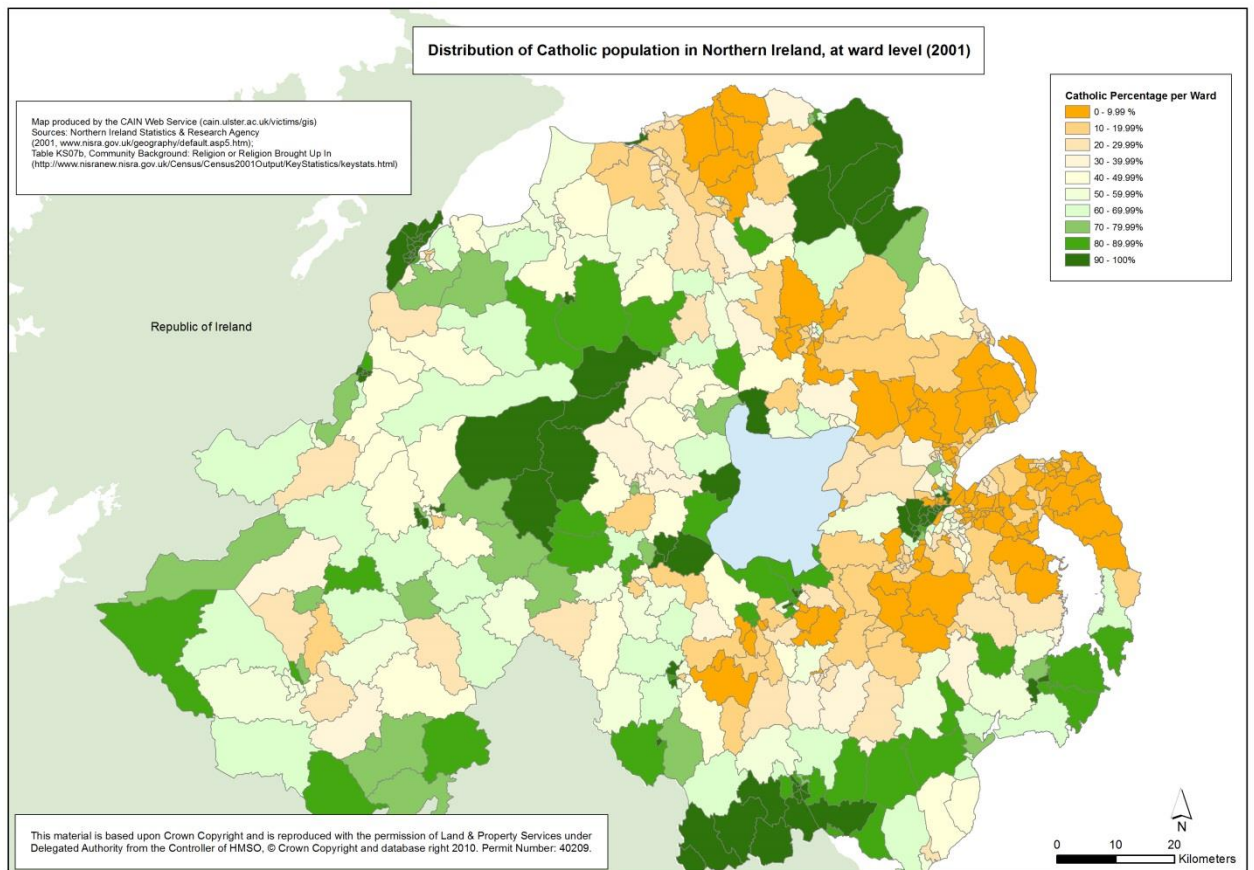 Distribution of Catholic population in Northern Ireland, at ward level (2001)
Map produced by the CAIN Web Service (cain.ulster.ac.uk/victims/gis)
Sources: Northern Ireland Statistics & Research Agency
(2001, www.nisra.gov.uk/geography/default.asp5.htm);
Table KS07b, Community Background: Religion or Religion Brought Up In
(http://www.nisranew.nisra.gov.uk/Census/Census2001Output/KeyStatistics/keystats.html)
Catholic Percentage per Ward
0 - 9.99 %
10 - 19.99%
20 - 29.99%
30 - 39.99%
40 - 49.99%
50 - 59.99%
60 - 69.99%
70 - 79.99%
80 - 89.99%
90 - 100%
Republic of Ireland
This material is based upon Crown Copyright and is reproduced with the permission of Land & Property Services under
Delegated Authority from the Controller of HMSO, © Crown Copyright and database right 2010. Permit Number: 40209.
N
0 10 20
Kilometers